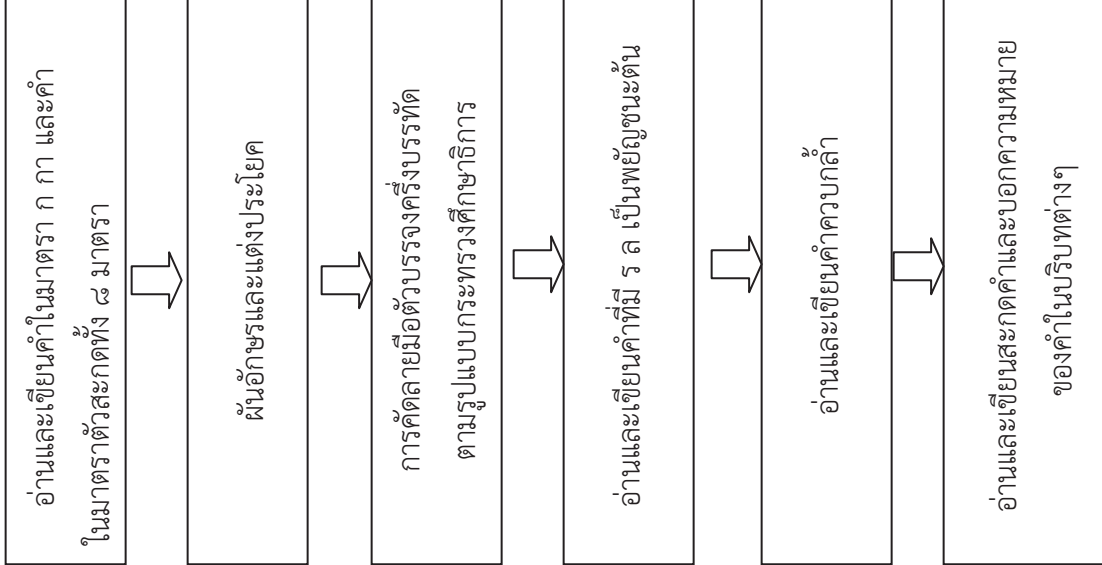 อ่านและเขียนคำในมาตรา ก กา และคำ
ในมาตราตัวสะกดทั้ง ๘ มาตรา
ผันอักษรและแต่งประโยค
การคัดลายมือตัวบรรจงครึ่งบรรทัด
ตามรูปแบบกระทรวงศึกษาธิการ
อ่านและเขียนคำที่มี ร ล เป็นพยัญชนะต้น
อ่านและเขียนคำควบกล้ำ
อ่านและเขียนสะกดคำและบอกความหมาย
ของคำในบริบทต่างๆ